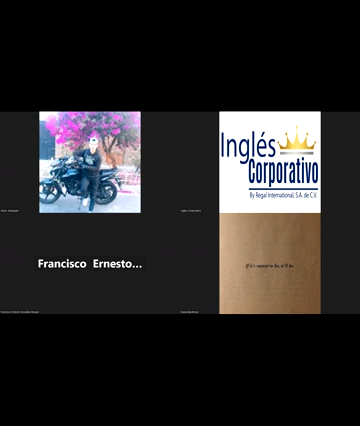 Inglés
Corporativo
By Regal International, S.A. de C.V.
Francisco Ernesto...
If it's meant to be, it'll be.